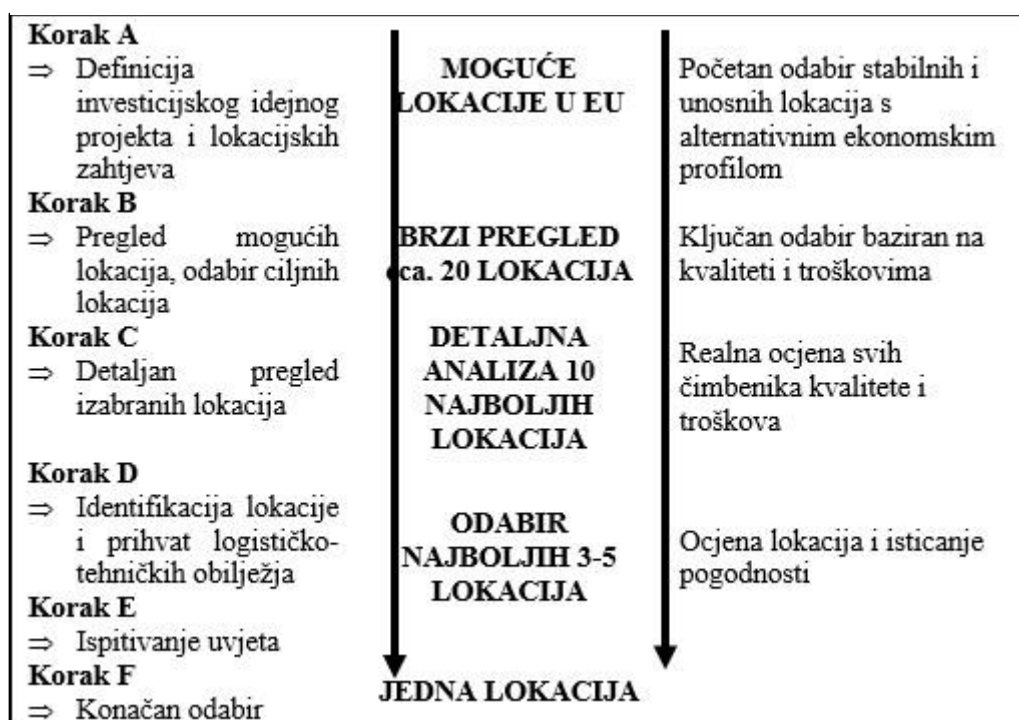 Korak A
⇒ Definicija
investicijskog idejnog
projekta i lokacijskih
zahtjeva
Korak B
⇒ Pregled mogućih
lokacija, odabir ciljnih
lokacija
Korak C
⇒ Detaljan pregled
izabranih lokacija
Korak D
⇒ Identifikacija lokacije
i prihvat logističko-
tehničkih obilježja
Korak E
⇒ Ispitivanje uvjeta
Korak F
⇒ Konačan odabir
MOGUĆE
LOKACIJE U EU
BRZI PREGLED
cca. 20 LOKACIJA
DETALJNA
ANALIZA 10
NAJBOLJIH
LOKACIJA
ODABIR
NAJBOLJIH 3-5
LOKACIJA
JEDNA LOKACIJA
Početan odabir stabilnih i
unosnih lokacija s
alternativnim ekonomskim
profilom
Ključan odabir baziran na
kvaliteti i troškovima
Realna ocjena svih
čimbenika kvalitete i
troškova
Ocjena lokacija i isticanje
pogodnosti